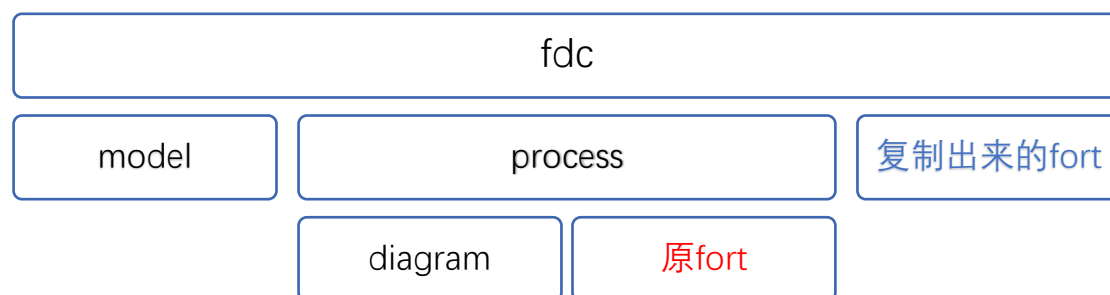 fdc
model
process
复制出来的fort
diagram
原fort